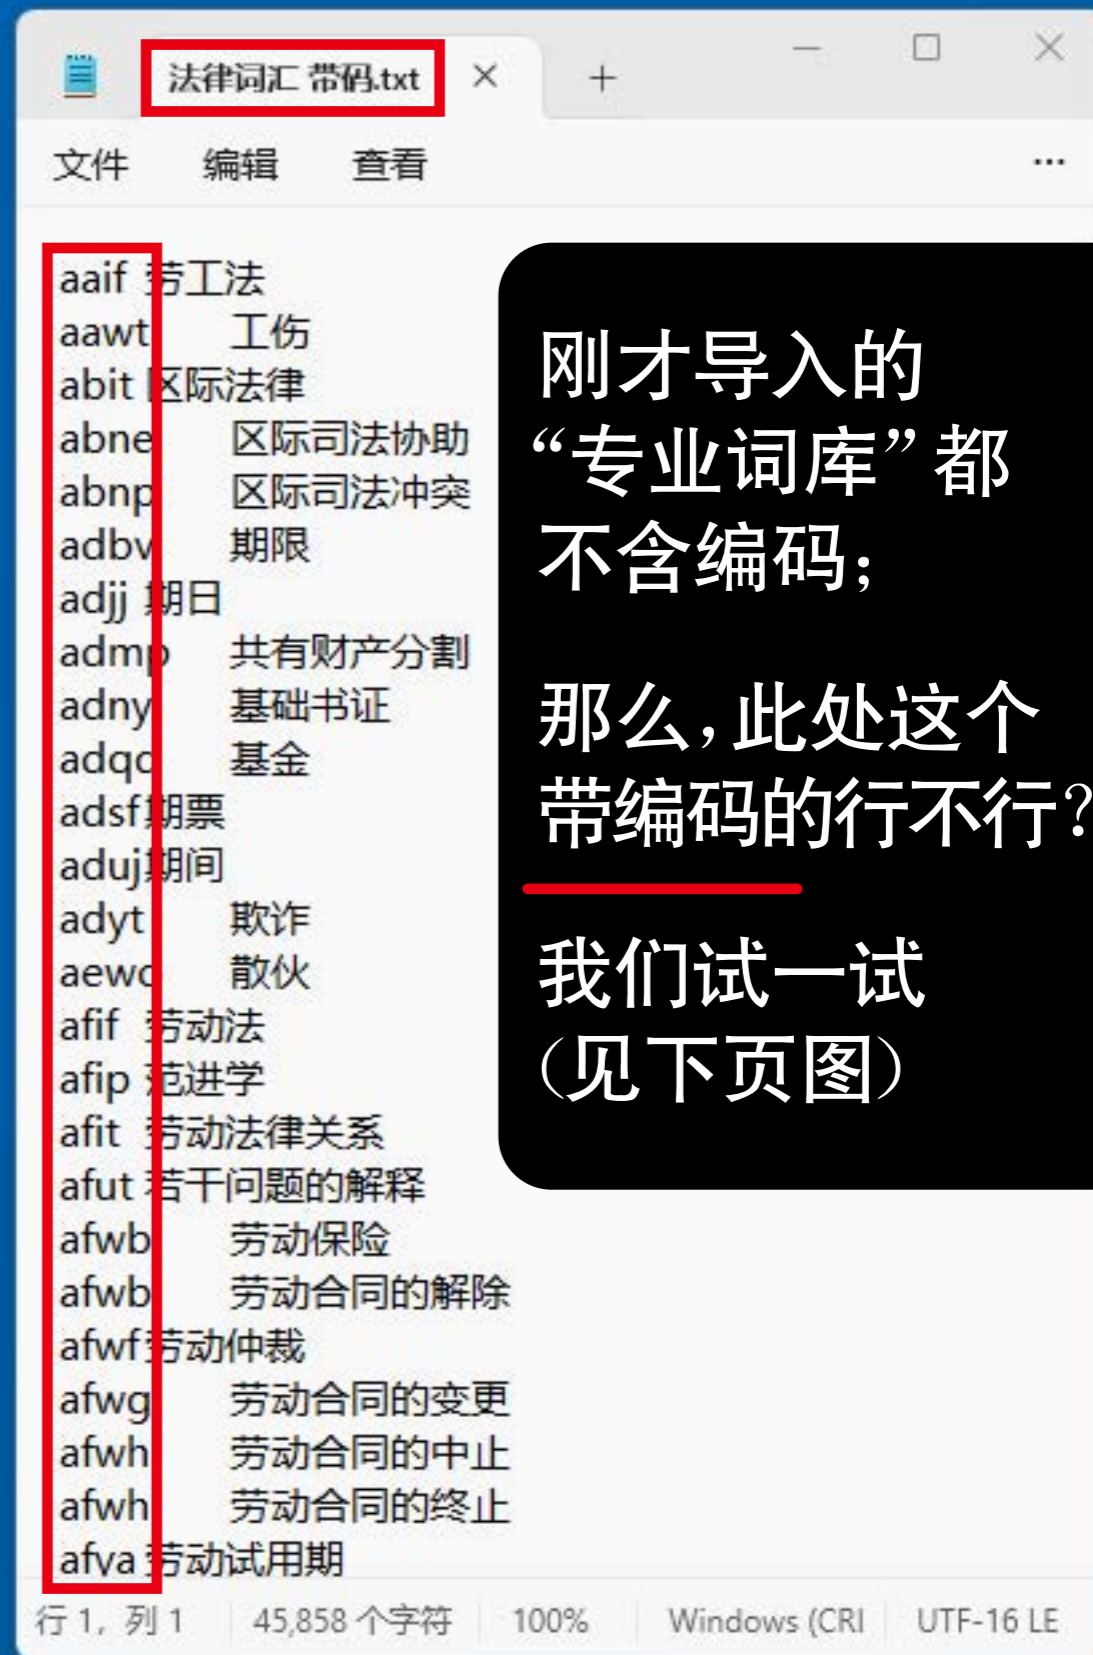 法律词汇 带码.txt
文件 编辑 查看 ...
aaif 劳工法
aawt 工伤
abit 区际法律
abne 区际司法协助
abnp 区际司法冲突
adbv 期限
adjj 期日
admp 共有财产分割
adny 基础书证
adqq 基金
adsf 期票
aduj 期间
adyt 欺诈
aewo 散伙
afif 劳动法
afip 范进学
afit 劳动法律关系
afut 若干问题的解释
afwb 劳动保险
afwb 劳动合同的解除
afwf 劳动仲裁
afwg 劳动合同的变更
afwh 劳动合同的中止
afwh 劳动合同的终止
afya 劳动试用期
刚才导入的
“专业词库”都
不含编码；
那么，此处这个
带编码的行不行？
我们试一试
（见下页图）
行 1，列 1 45,858 个字符 100% Windows (CRI UTF-16 LE